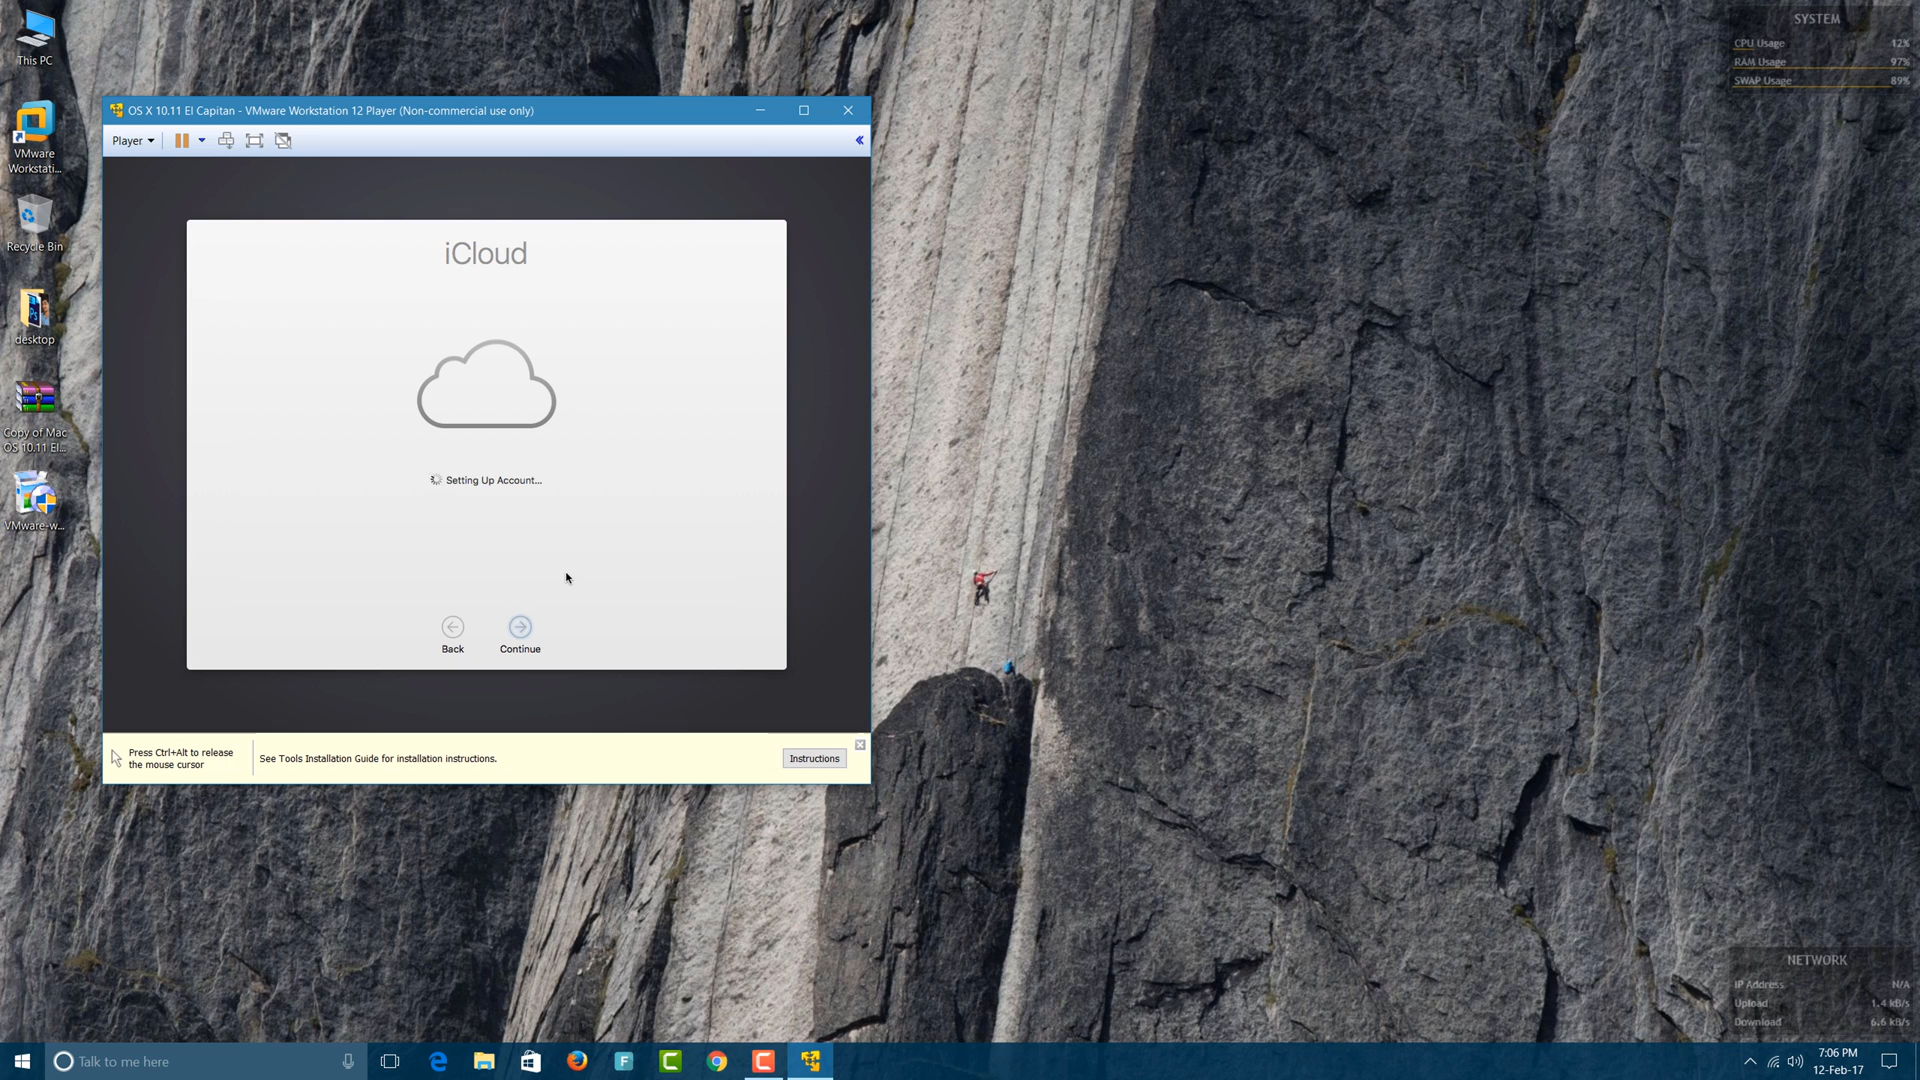 This PC
VMware
Workstati...
Recycle Bin
desktop
Copy of Mac
OS 10.11 El...
VMware-w...
OS X 10.11 El Capitan - VMware Workstation 12 Player (Non-commercial use only)
Player
iCloud
Setting Up Account...
Back
Continue
Press Ctrl+Alt to release
the mouse cursor
See Tools Installation Guide for installation instructions.
Instructions
SYSTEM
CPU Usage 12%
RAM Usage 97%
SWAP Usage 89%
NETWORK
IP Address N/A
Upload 1.4 kB/s
Download 6.6 kB/s
Talk to me here
7:06 PM
12-Feb-17